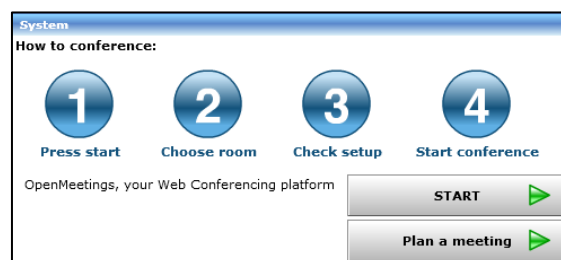 System
How to conference:
1 2 3 4
Press start Choose room Check setup Start conference
OpenMeetings, your Web Conferencing platform
START
Plan a meeting